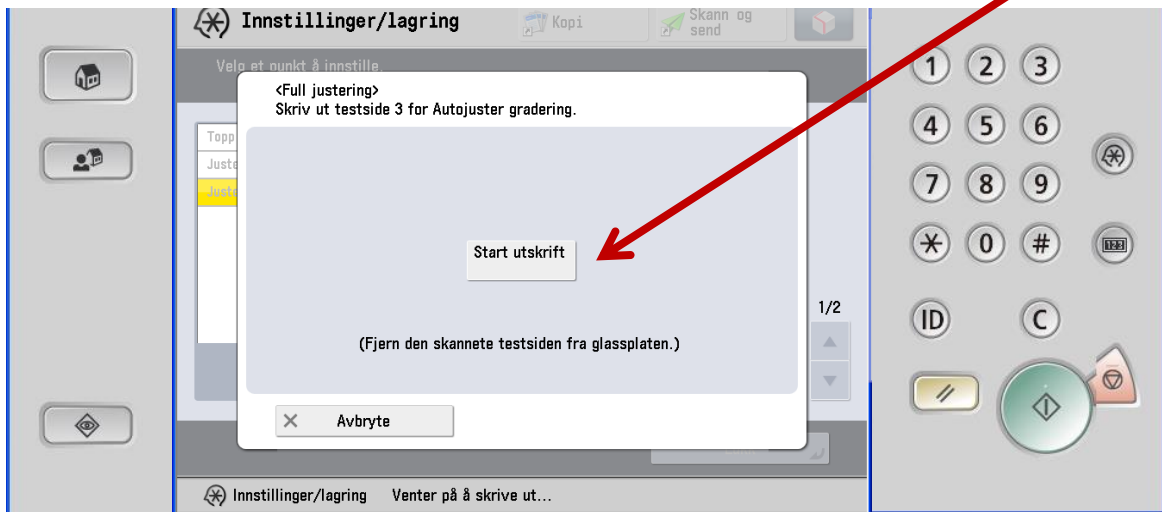 Innstillinger/lagring
Kopi
Skann og
send
Velg et punkt å innstille.
<Full justering>
Skriv ut testside 3 for Autojuster gradering.
Topp
Juste
Juste
Start utskrift
1/2
(Fjern den skannete testsiden fra glassplaten.)
Avbryte
Innstillinger/lagring Venter på å skrive ut...
1 2 3
4 5 6
7 8 9
0 #
123
ID C